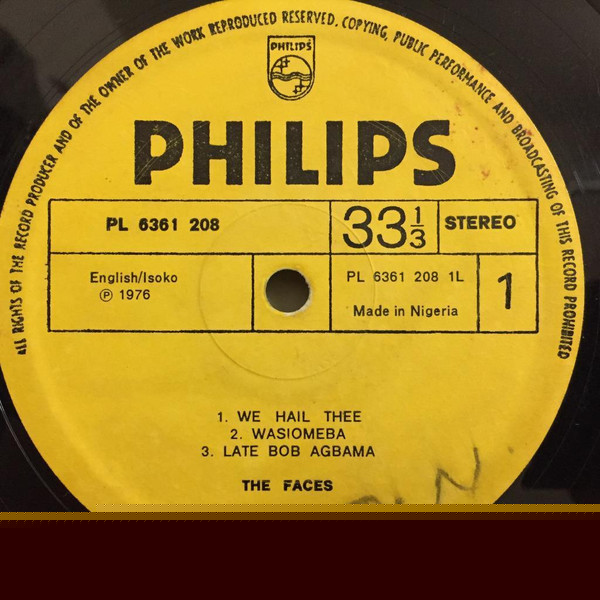 ALL RIGHTS OF THE RECORD PRODUCER AND OF THE OWNER OF THE WORK REPRODUCED RESERVED. COPYING, PUBLIC PERFORMANCE AND BROADCASTING OF THIS RECORD PROHIBITED
PHILIPS
PHILIPS
PL 6361 208
33 1/3
STEREO
English/Isoko
℗ 1976
PL 6361 208 1L
Made in Nigeria
1
1. WE HAIL THEE
2. WASIOMEBA
3. LATE BOB AGBAMA
THE FACES